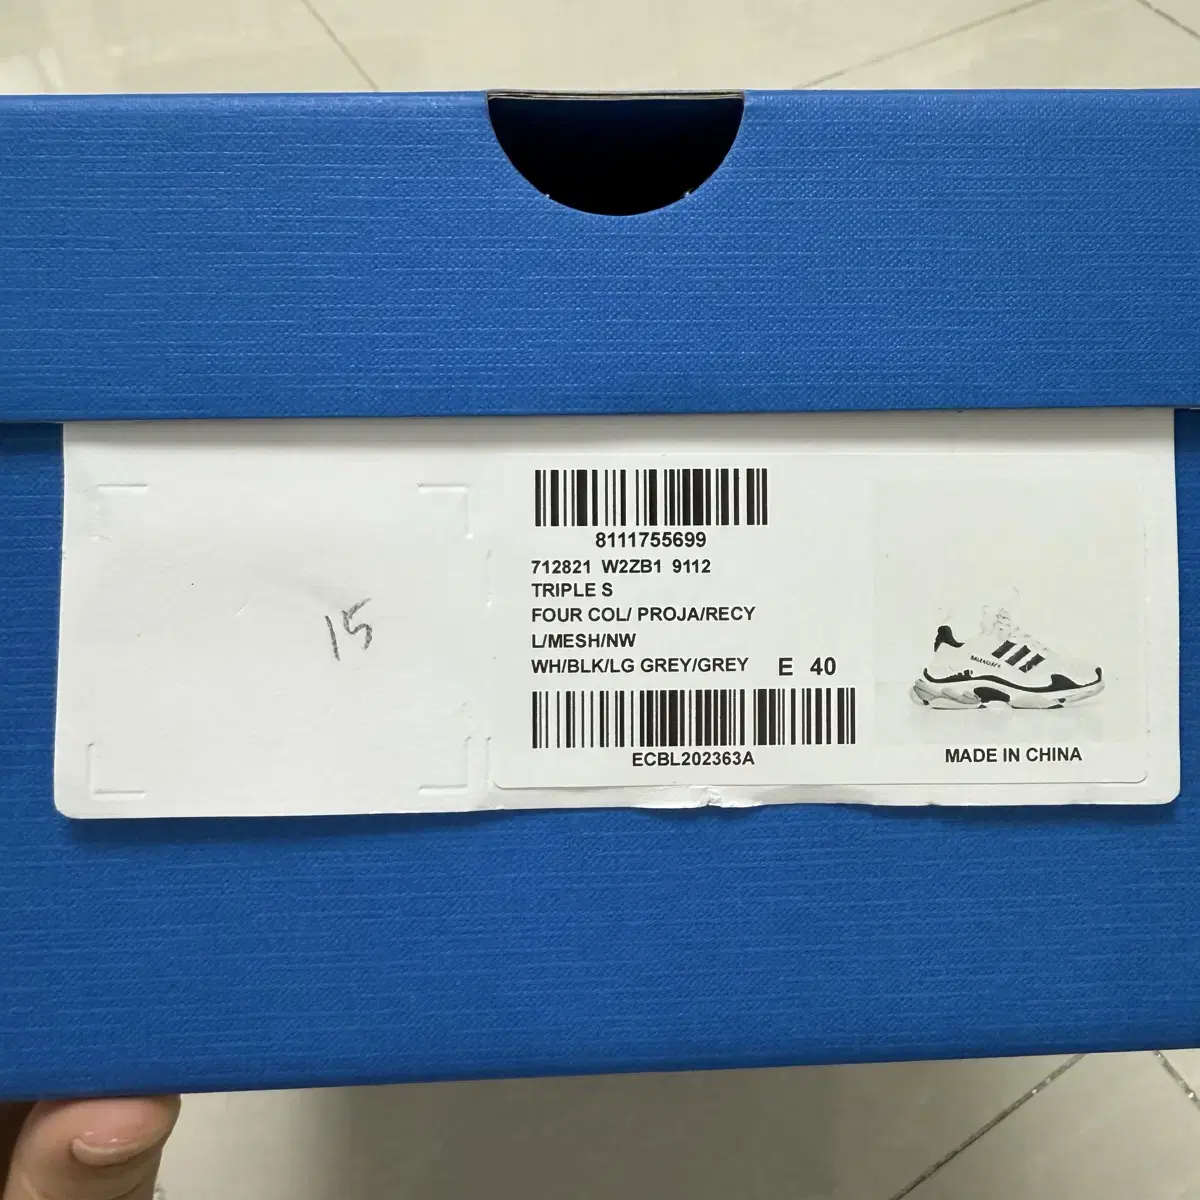 15
8111755699
712821 W2ZB1 9112
TRIPLE S
FOUR COL/ PROJA/RECY
L/MESH/NW
WH/BLK/LG GREY/GREY E 40
ECBL202363A
BALENCIAGA
MADE IN CHINA